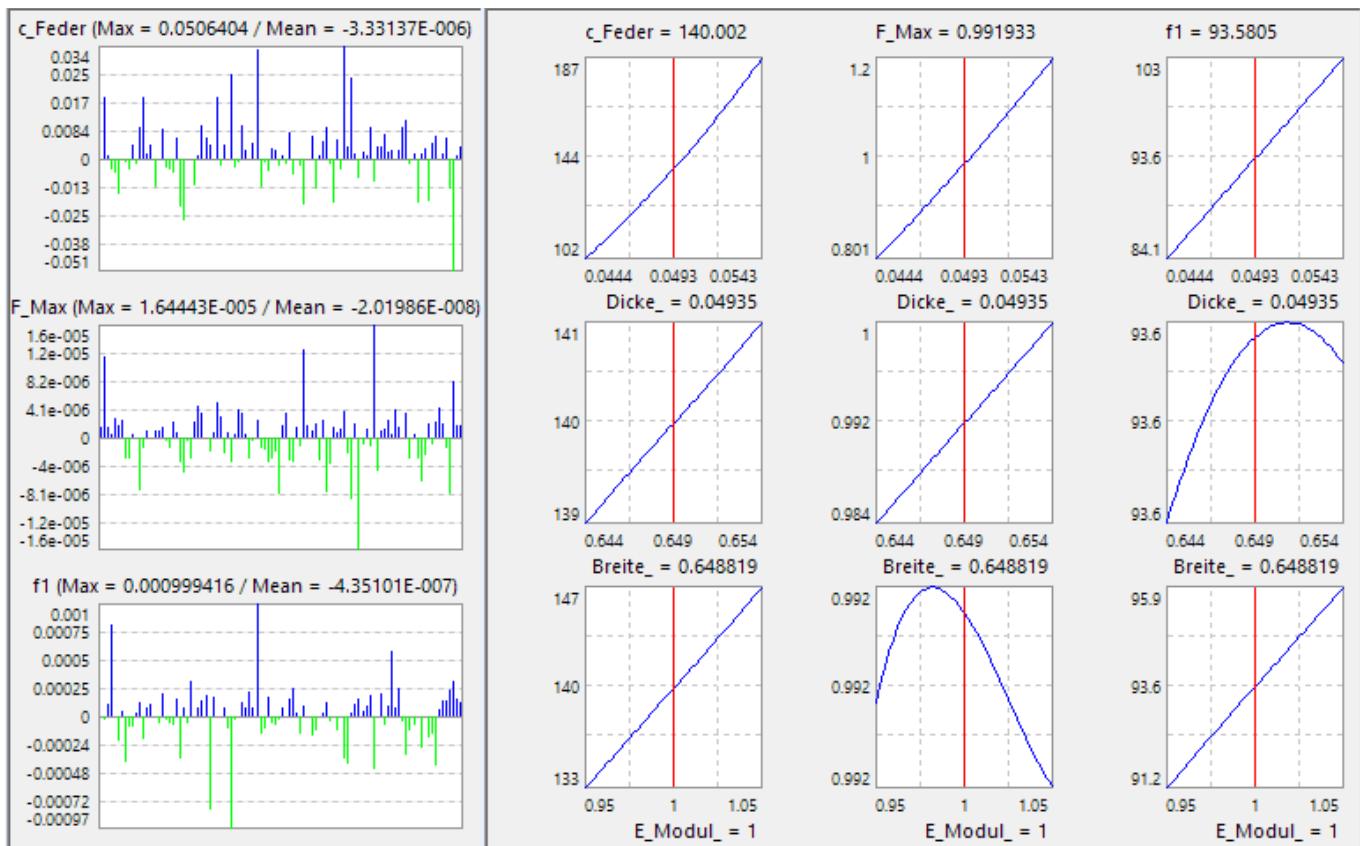 c_Feder (Max = 0.0506404 / Mean = -3.33137E-006)
0.034
0.025
0.017
0.0084
0
-0.013
-0.025
-0.038
-0.051
F_Max (Max = 1.64443E-005 / Mean = -2.01986E-008)
1.6e-005
1.2e-005
8.2e-006
4.1e-006
0
-4e-006
-8.1e-006
-1.2e-005
-1.6e-005
f1 (Max = 0.000999416 / Mean = -4.35101E-007)
0.001
0.00075
0.0005
0.00025
0
-0.00024
-0.00048
-0.00072
-0.00097
c_Feder = 140.002
187
144
102
0.0444 0.0493 0.0543
Dicke_ = 0.04935
F_Max = 0.991933
1.2
1
0.801
0.0444 0.0493 0.0543
Dicke_ = 0.04935
f1 = 93.5805
103
93.6
84.1
0.0444 0.0493 0.0543
Dicke_ = 0.04935
141
140
139
0.644 0.649 0.654
Breite_ = 0.648819
1
0.992
0.984
0.644 0.649 0.654
Breite_ = 0.648819
93.6
93.6
93.6
0.644 0.649 0.654
Breite_ = 0.648819
147
140
133
0.95 1 1.05
E_Modul_ = 1
0.992
0.992
0.992
0.95 1 1.05
E_Modul_ = 1
95.9
93.6
91.2
0.95 1 1.05
E_Modul_ = 1